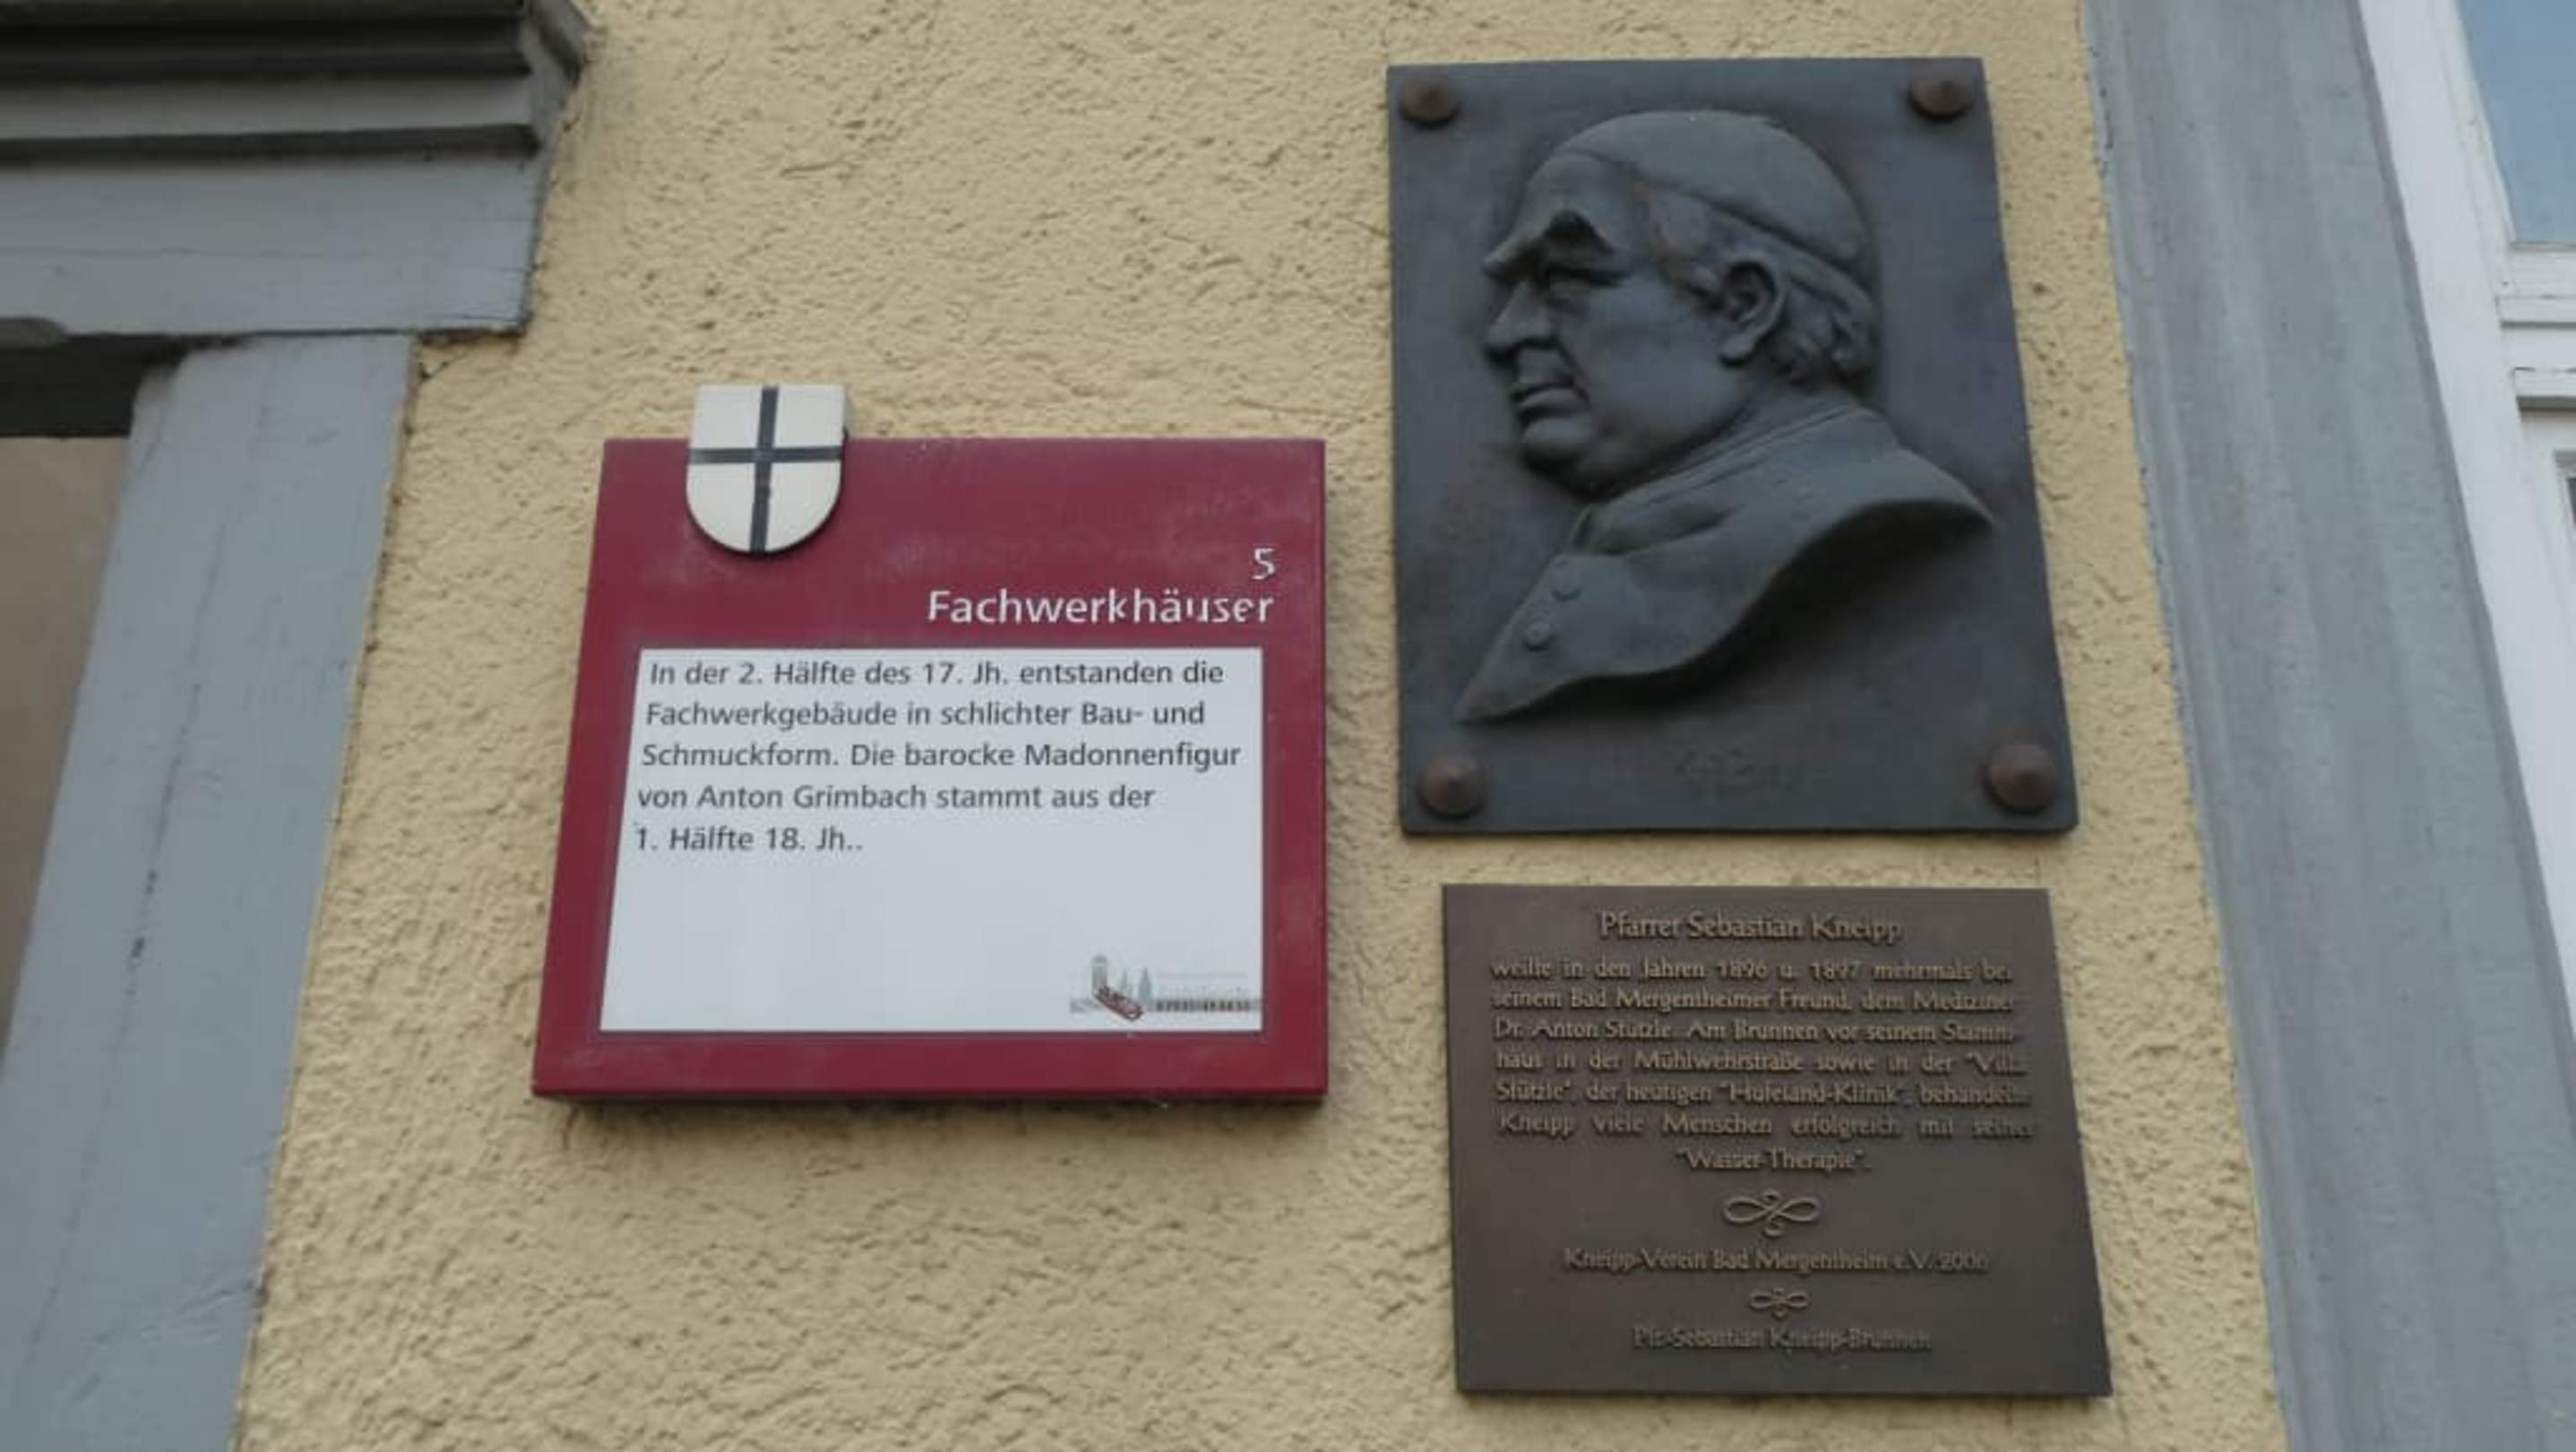 5
Fachwerkhäuser
In der 2. Hälfte des 17. Jh. entstanden die
Fachwerkgebäude in schlichter Bau- und
Schmuckform. Die barocke Madonnenfigur
von Anton Grimbach stammt aus der
1. Hälfte 18. Jh..
Pfarrer Sebastian Kneipp
weilte in den Jahren 1896 u. 1897 mehrmals bei
seinem Bad Mergentheimer Freund, dem Mediziner
Dr. Anton Stützle. Am Brunnen vor seinem Stamm-
haus in der Mühlwehrstraße sowie in der "Villa
Stützle", der heutigen "Hufeland-Klinik", behandelte
Kneipp viele Menschen erfolgreich mit seiner
"Wasser-Therapie".
Kneipp-Verein Bad Mergentheim e.V. 2006
Pfr.-Sebastian Kneipp-Brunnen